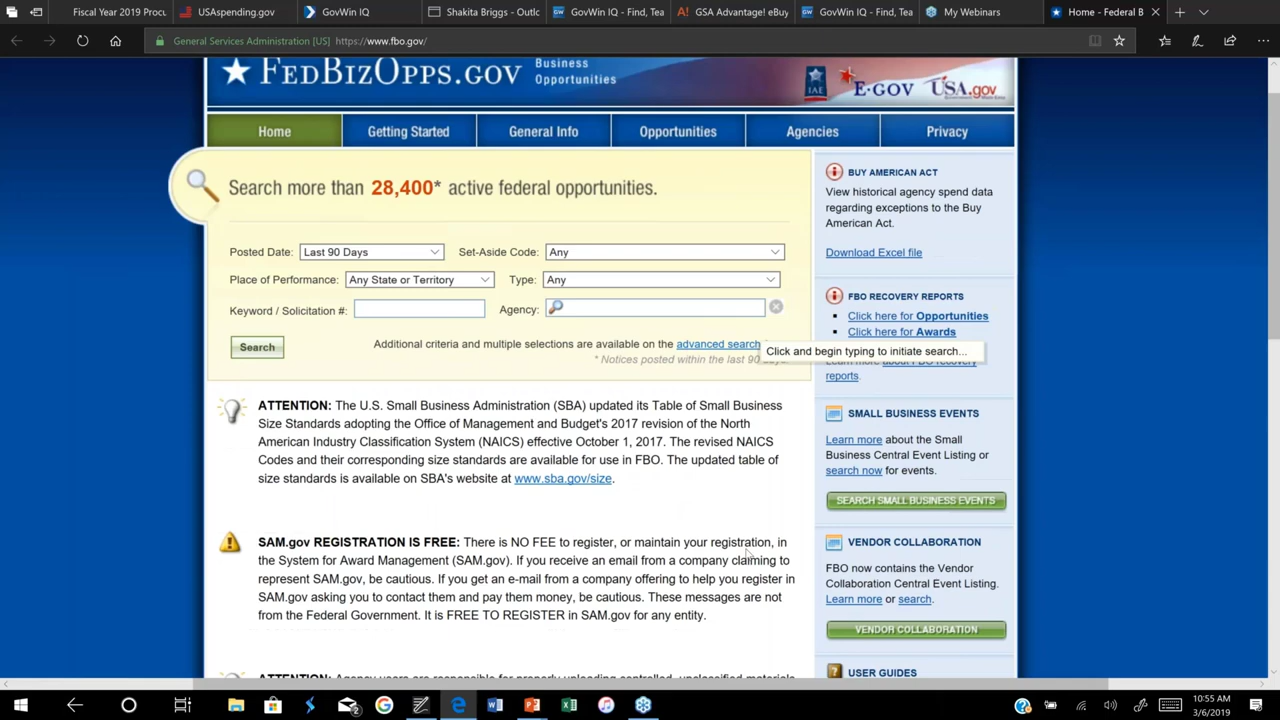 Fiscal Year 2019 Procu
USAspending.gov
GovWin IQ
Shakita Briggs - Outlo
GovWin IQ - Find, Tea
GSA Advantage! eBuy
GovWin IQ - Find, Tea
My Webinars
Home - Federal B
General Services Administration [US] https://www.fbo.gov/
FedBizOpps.gov
Business
Opportunities
IAE
E-GOV
USA.gov
Home
Getting Started
General Info
Opportunities
Agencies
Privacy
Search more than 28,400* active federal opportunities.
Posted Date: Last 90 Days Set-Aside Code: Any
Place of Performance: Any State or Territory Type: Any
Keyword / Solicitation #: Agency:
Search
Additional criteria and multiple selections are available on the advanced search
* Notices posted within the last 90
Click and begin typing to initiate search...
ATTENTION: The U.S. Small Business Administration (SBA) updated its Table of Small Business
Size Standards adopting the Office of Management and Budget's 2017 revision of the North
American Industry Classification System (NAICS) effective October 1, 2017. The revised NAICS
Codes and their corresponding size standards are available for use in FBO. The updated table of
size standards is available on SBA's website at www.sba.gov/size.
SAM.gov REGISTRATION IS FREE: There is NO FEE to register, or maintain your registration, in
the System for Award Management (SAM.gov). If you receive an email from a company claiming to
represent SAM.gov, be cautious. If you get an e-mail from a company offering to help you register in
SAM.gov asking you to contact them and pay them money, be cautious. These messages are not
from the Federal Government. It is FREE TO REGISTER in SAM.gov for any entity.
ATTENTION: Agency users are responsible for properly uploading controlled, unclassified materials
BUY AMERICAN ACT
View historical agency spend data
regarding exceptions to the Buy
American Act.
Download Excel file
FBO RECOVERY REPORTS
Click here for Opportunities
Click here for Awards
Learn more about FBO recovery
reports.
SMALL BUSINESS EVENTS
Learn more about the Small
Business Central Event Listing or
search now for events.
SEARCH SMALL BUSINESS EVENTS
VENDOR COLLABORATION
FBO now contains the Vendor
Collaboration Central Event Listing.
Learn more or search.
VENDOR COLLABORATION
USER GUIDES
10:55 AM
3/6/2019